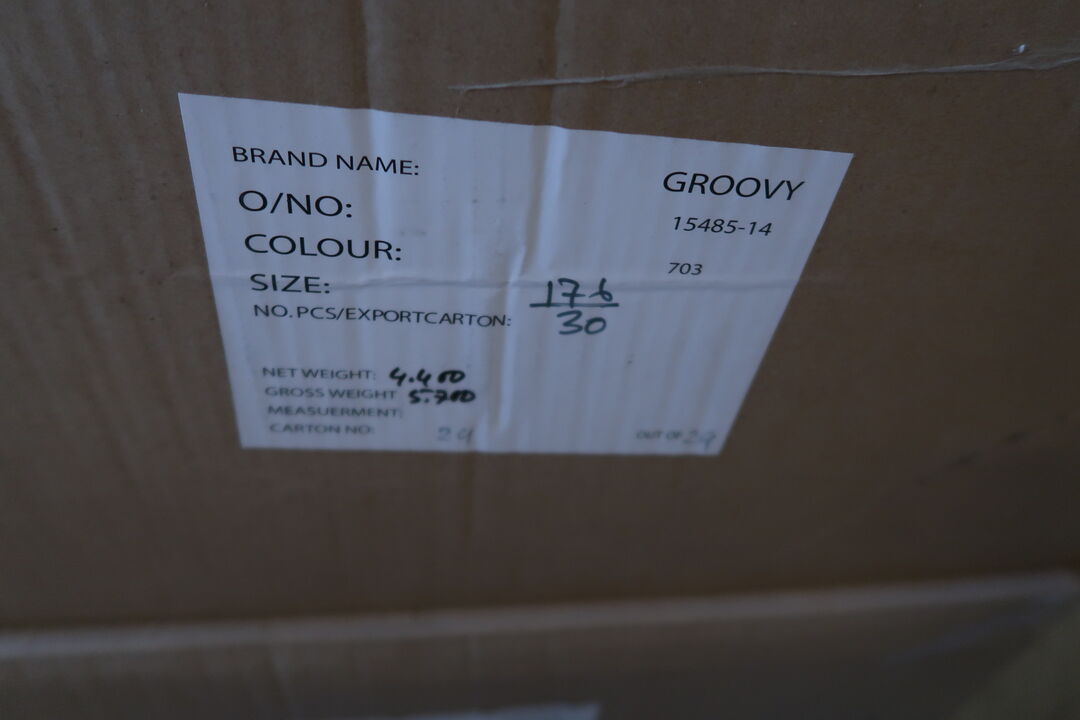 BRAND NAME: GROOVY
O/NO: 15485-14
COLOUR: 703
SIZE: 176
NO.PCS/EXPORTCARTON: 30
NET WEIGHT: 4.400
GROSS WEIGHT 5.700
MEASUERMENT:
CARTON NO: 29 OUT OF 29